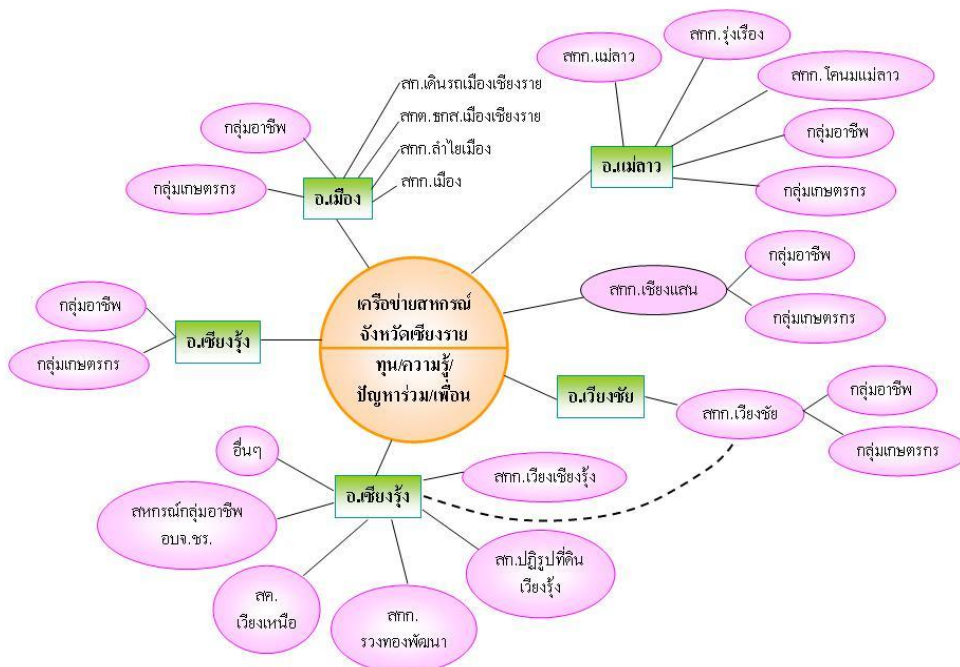 สกก.แม่ลาว
สกก.รุ่งเรือง
สกก.โคนมแม่ลาว
กลุ่มอาชีพ
กลุ่มเกษตรกร
อ.แม่ลาว
สก.เดินรถเมืองเชียงราย
สกต.ธกส.เมืองเชียงราย
สกก.ลำไยเมือง
สกก.เมือง
กลุ่มอาชีพ
กลุ่มเกษตรกร
อ.เมือง
เครือข่ายสหกรณ์
จังหวัดเชียงราย
ทุน/ความรู้/
ปัญหาร่วม/เพื่อน
สกก.เชียงแสน
กลุ่มอาชีพ
กลุ่มเกษตรกร
กลุ่มอาชีพ
กลุ่มเกษตรกร
อ.เชียงรุ้ง
อ.เวียงชัย
สกก.เวียงชัย
กลุ่มอาชีพ
กลุ่มเกษตรกร
อ.เชียงรุ้ง
อื่นๆ
สหกรณ์กลุ่มอาชีพ
อบจ.ชร.
สค.
เวียงเหนือ
สกก.
รวงทองพัฒนา
สก.ปฎิรูปที่ดิน
เวียงรุ้ง
สกก.เวียงเชียงรุ้ง